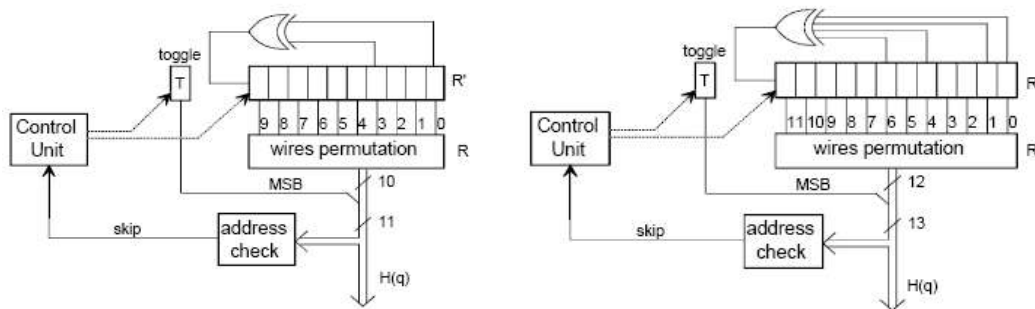 toggle
T
R'
9 8 7 6 5 4 3 2 1 0
Control
Unit
wires permutation
R
MSB
10
11
skip
address
check
H(q)
toggle
T
R
11 10 9 8 7 6 5 4 3 2 1 0
Control
Unit
wires permutation
R
MSB
12
13
skip
address
check
H(q)